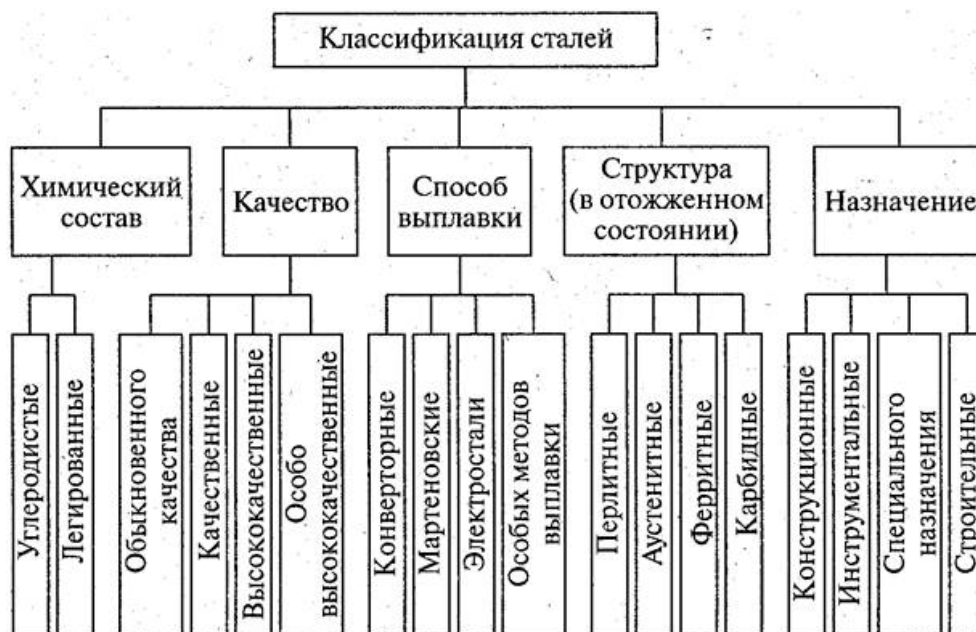 Классификация сталей
Химический
состав
Качество
Способ
выплавки
Структура
(в отожженном
состоянии)
Назначение
Углеродистые
Легированные
Обыкновенного
качества
Качественные
Высококачественные
Особо
высококачественные
Конверторные
Мартеновские
Электростали
Особых методов
выплавки
Перлитные
Аустенитные
Ферритные
Карбидные
Конструкционные
Инструментальные
Специального
назначения
Строительные